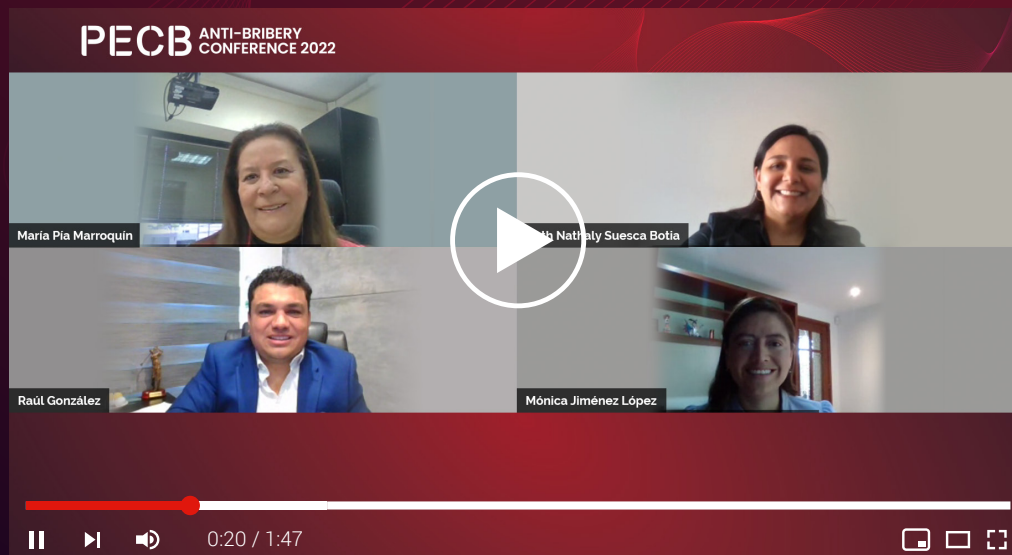 PECB ANTI-BRIBERY
CONFERENCE 2022
María Pía Marroquín
Nathaly Suesca Botia
Raúl González
Mónica Jiménez López
0:20 / 1:47